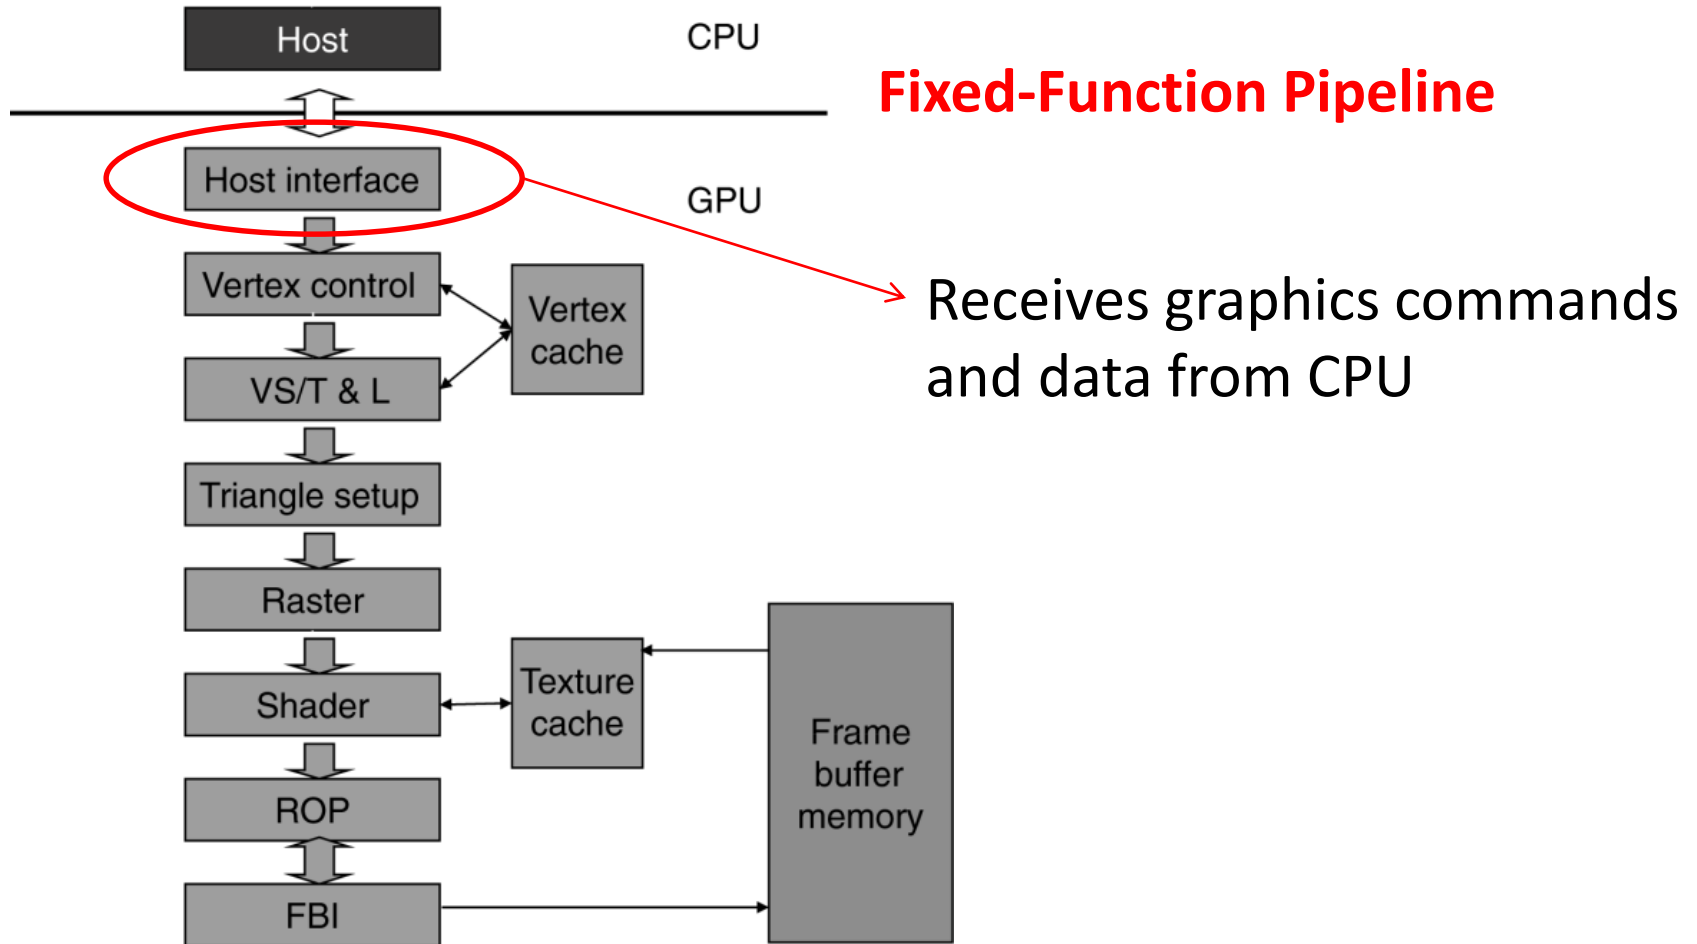 Host
CPU
Fixed-Function Pipeline
Host interface
GPU
Vertex control
Vertex
cache
Receives graphics commands
and data from CPU
VS/T & L
Triangle setup
Raster
Shader
Texture
cache
Frame
buffer
memory
ROP
FBI